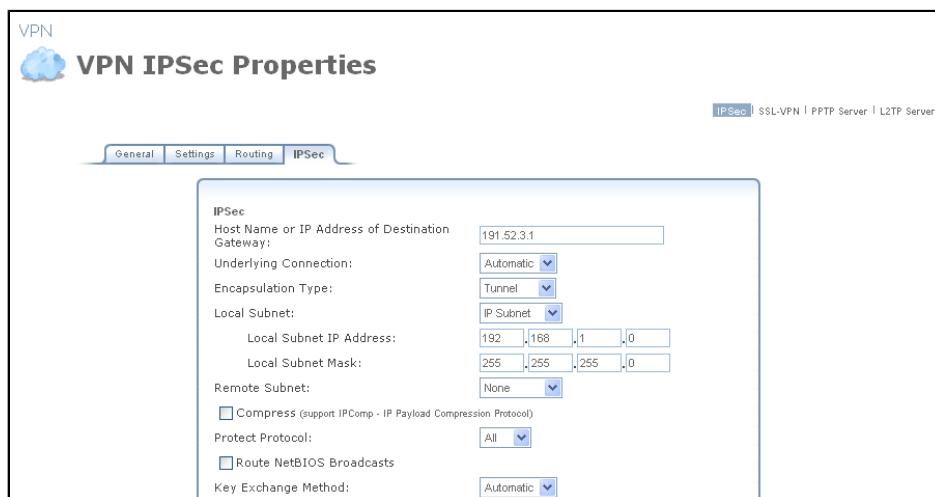 VPN
VPN IPSec Properties
IPSec | SSL-VPN | PPTP Server | L2TP Server
General Settings Routing IPSec
IPSec
Host Name or IP Address of Destination
Gateway: 191.52.3.1
Underlying Connection: Automatic
Encapsulation Type: Tunnel
Local Subnet: IP Subnet
Local Subnet IP Address: 192 .168 .1 .0
Local Subnet Mask: 255 .255 .255 .0
Remote Subnet: None
Compress (support IPComp - IP Payload Compression Protocol)
Protect Protocol: All
Route NetBIOS Broadcasts
Key Exchange Method: Automatic